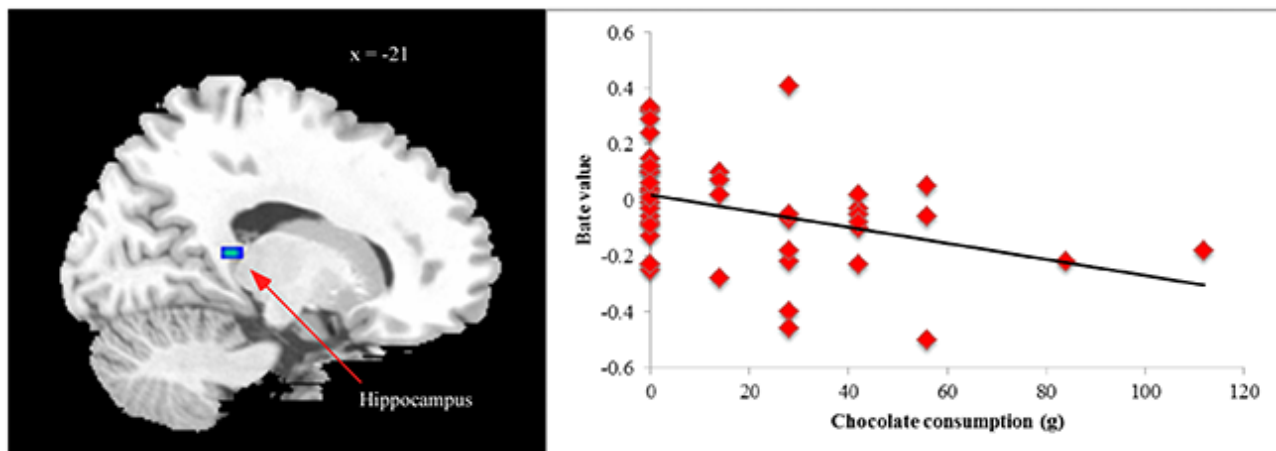 x = -21
Hippocampus
0.6
0.4
0.2
0
-0.2
-0.4
-0.6
Bate value
0 20 40 60 80 100 120
Chocolate consumption (g)